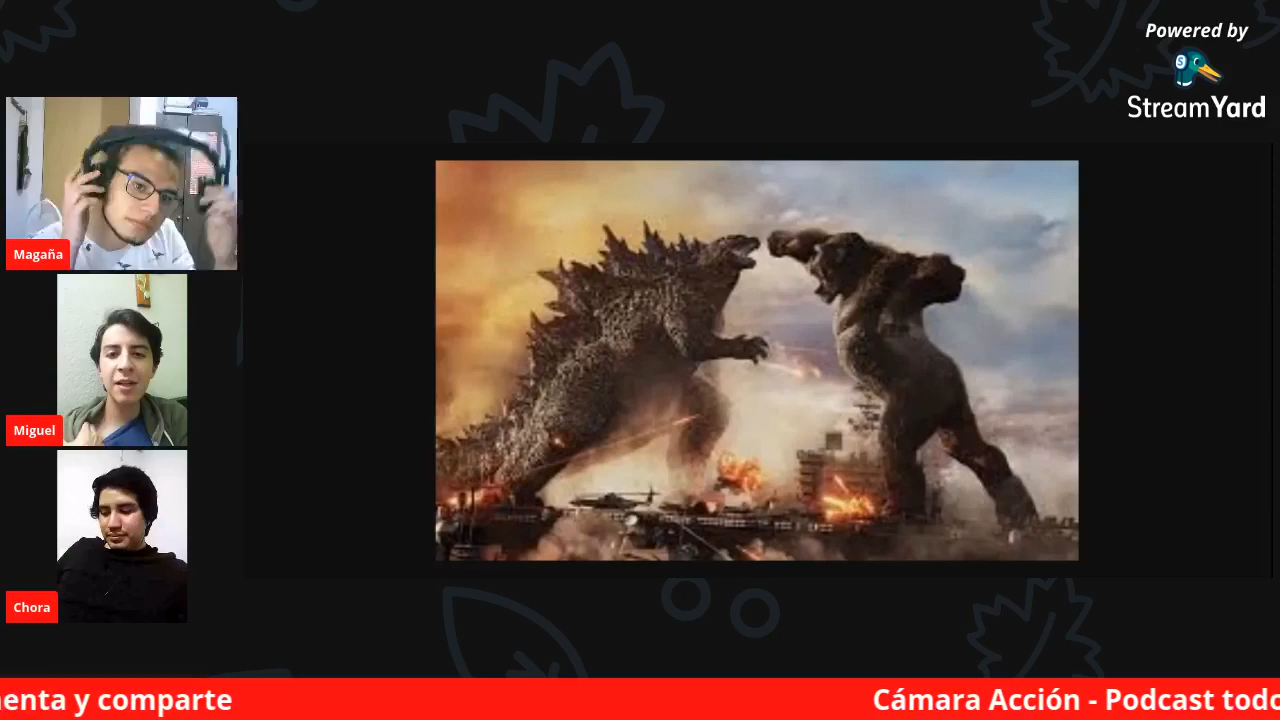 Powered by
StreamYard
Magaña
Miguel
Chora
enta y comparte
Cámara Acción - Podcast todo